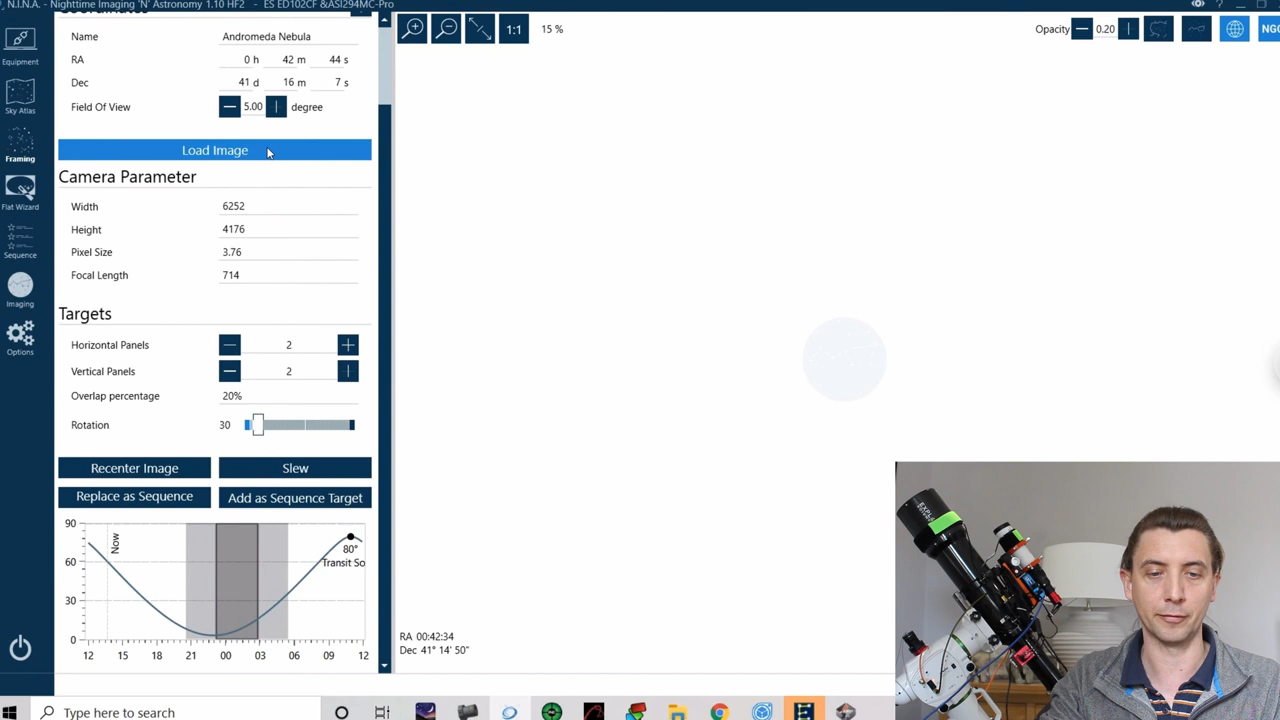 N.I.N.A. - Nighttime Imaging 'N' Astronomy 1.10 HF2 - ES ED102CF &ASI294MC-Pro
Coordinates
Name Andromeda Nebula
RA 0 h 42 m 44 s
Dec 41 d 16 m 7 s
Field Of View 5.00 degree
Load Image
Camera Parameter
Width 6252
Height 4176
Pixel Size 3.76
Focal Length 714
Targets
Horizontal Panels 2
Vertical Panels 2
Overlap percentage 20%
Rotation 30
Recenter Image Slew
Replace as Sequence Add as Sequence Target
90
60
30
0
Now
80°
Transit So
12 15 18 21 00 03 06 09 12
Equipment
Sky Atlas
Framing
Flat Wizard
Sequence
Imaging
Options
1:1 15 %
Opacity 0.20 NGC
RA 00:42:34
Dec 41° 14' 50"
EXPL
Type here to search